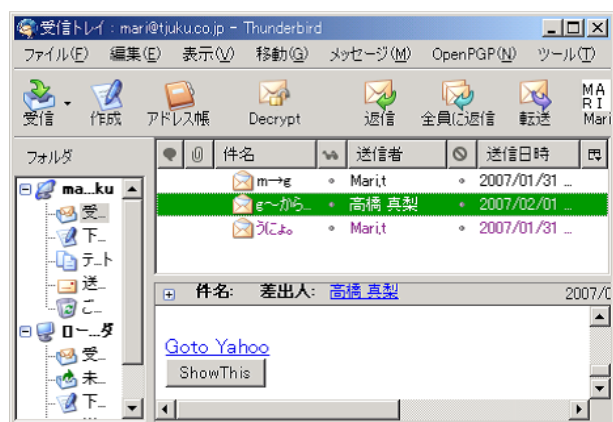 受信トレイ : mari@tjuku.co.jp - Thunderbird
ファイル(F) 編集(E) 表示(V) 移動(G) メッセージ(M) OpenPGP(N) ツール(T)
受信 作成 アドレス帳 Decrypt 返信 全員に返信 転送 Mari
MA
RI
フォルダ
件名 送信者 送信日時
ma...ku
受...
下...
テ...ト
送...
ご...
ロー...ダ
受...
未...
下...
m→g Mari,t 2007/01/31 ...
g～から... 高橋 真梨 2007/02/01 ...
うにょ。 Mari,t 2007/01/31 ...
件名: 差出人: 高橋 真梨 2007/0
Goto Yahoo
ShowThis